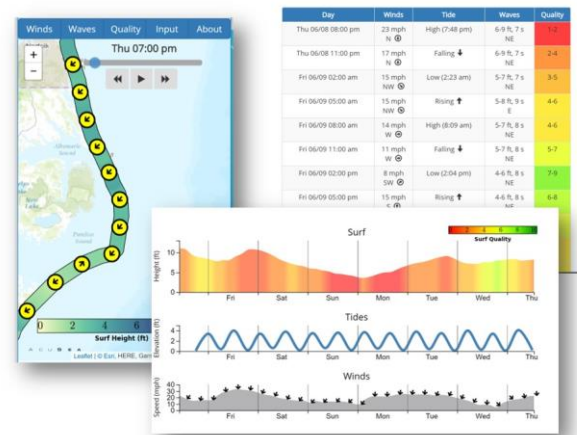 Winds Waves Quality Input About
Thu 07:00 pm
+
−
Albemarle
Sound
Pamlico
Sound
0 2 4 6 8
Surf Height (ft)
Leaflet | © Esri, HERE, Gar
Day Winds Tide Waves Quality
Thu 06/08 08:00 pm 23 mph N High (7:48 pm) 6-9 ft, 7 s NE 1-2
Thu 06/08 11:00 pm 17 mph N Falling 6-9 ft, 7 s NE 2-4
Fri 06/09 02:00 am 15 mph NW Low (2:23 am) 5-7 ft, 7 s NE 3-5
Fri 06/09 05:00 am 15 mph NW Rising 5-8 ft, 9 s E 4-6
Fri 06/09 08:00 am 14 mph W High (8:09 am) 5-7 ft, 8 s NE 4-6
Fri 06/09 11:00 am 11 mph W Falling 5-7 ft, 8 s NE 5-7
Fri 06/09 02:00 pm 8 mph SW Low (2:04 pm) 4-6 ft, 8 s NE 7-9
Fri 06/09 05:00 pm 15 mph S Rising 4-6 ft, 8 s NE 6-8
Surf
Surf Quality
Height (ft)
10
5
0
Fri Sat Sun Mon Tue Wed Thu
Tides
Elevation (ft)
4
2
0
Fri Sat Sun Mon Tue Wed Thu
Winds
Speed (mph)
40
30
20
10
0
Fri Sat Sun Mon Tue Wed Thu